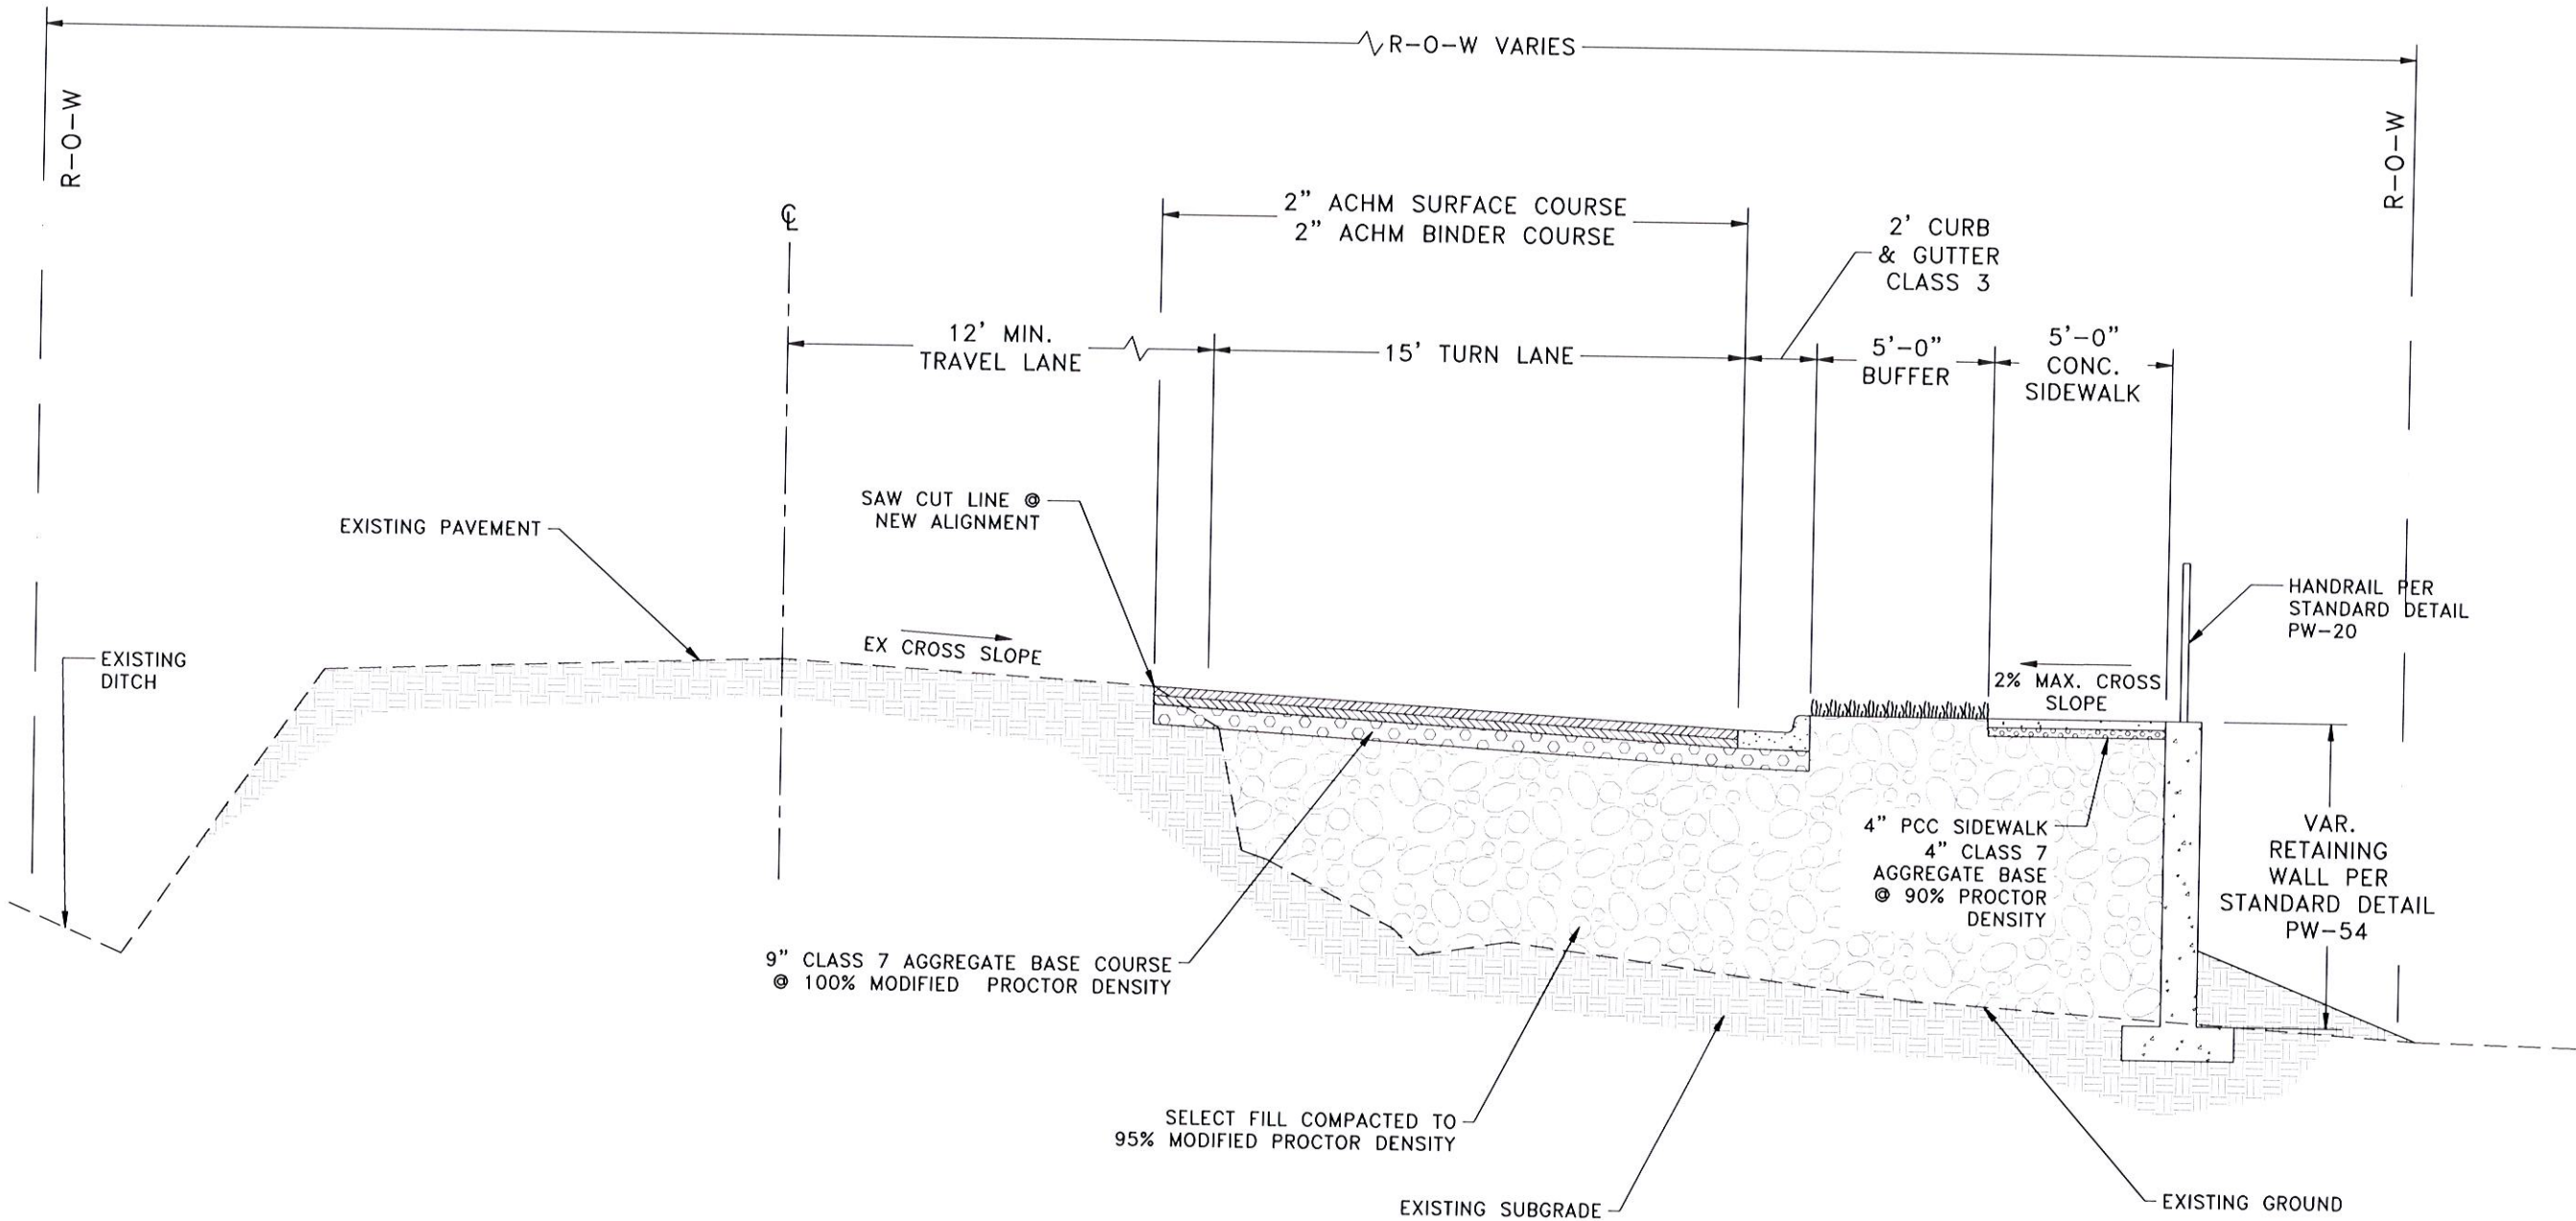 R-O-W VARIES
R-O-W
R-O-W
℄
2" ACHM SURFACE COURSE
2" ACHM BINDER COURSE
2' CURB
& GUTTER
CLASS 3
12' MIN.
TRAVEL LANE
15' TURN LANE
5'-0"
BUFFER
5'-0"
CONC.
SIDEWALK
SAW CUT LINE @
NEW ALIGNMENT
EXISTING PAVEMENT
HANDRAIL PER
STANDARD DETAIL
PW-20
EX CROSS SLOPE
EXISTING
DITCH
2% MAX. CROSS
SLOPE
4" PCC SIDEWALK
4" CLASS 7
AGGREGATE BASE
@ 90% PROCTOR
DENSITY
VAR.
RETAINING
WALL PER
STANDARD DETAIL
PW-54
9" CLASS 7 AGGREGATE BASE COURSE
@ 100% MODIFIED PROCTOR DENSITY
SELECT FILL COMPACTED TO
95% MODIFIED PROCTOR DENSITY
EXISTING SUBGRADE
EXISTING GROUND